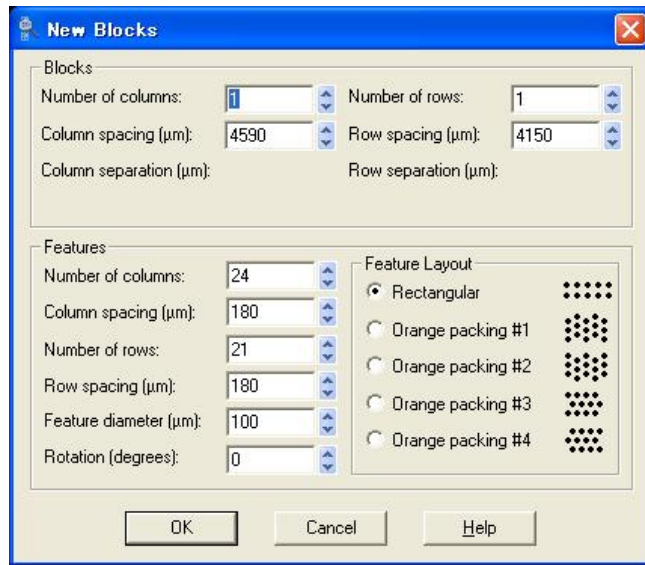 New Blocks
Blocks
Number of columns: 1 Number of rows: 1
Column spacing (μm): 4590 Row spacing (μm): 4150
Column separation (μm): Row separation (μm):
Features
Number of columns: 24
Column spacing (μm): 180
Number of rows: 21
Row spacing (μm): 180
Feature diameter (μm): 100
Rotation (degrees): 0
Feature Layout
Rectangular
Orange packing #1
Orange packing #2
Orange packing #3
Orange packing #4
OK Cancel Help